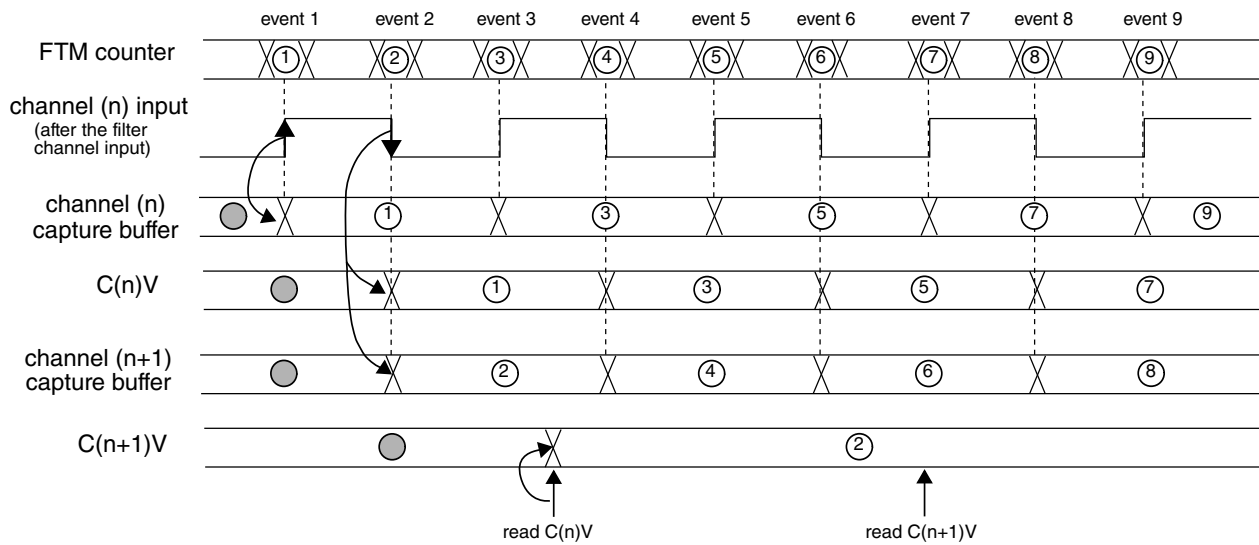 event 1 event 2 event 3 event 4 event 5 event 6 event 7 event 8 event 9
FTM counter 1 2 3 4 5 6 7 8 9
channel (n) input
(after the filter
channel input)
channel (n)
capture buffer 1 3 5 7 9
C(n)V 1 3 5 7
channel (n+1)
capture buffer 2 4 6 8
C(n+1)V 2
read C(n)V read C(n+1)V